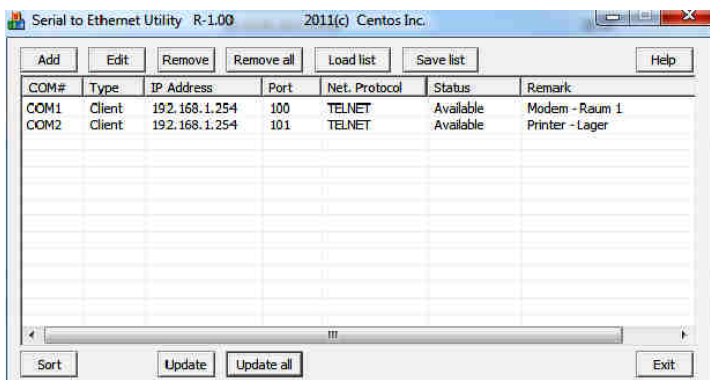 Serial to Ethernet Utility R-1.00 2011(c) Centos Inc.
Add Edit Remove Remove all Load list Save list Help
COM# Type IP Address Port Net. Protocol Status Remark
COM1 Client 192.168.1.254 100 TELNET Available Modem - Raum 1
COM2 Client 192.168.1.254 101 TELNET Available Printer - Lager
Sort Update Update all Exit